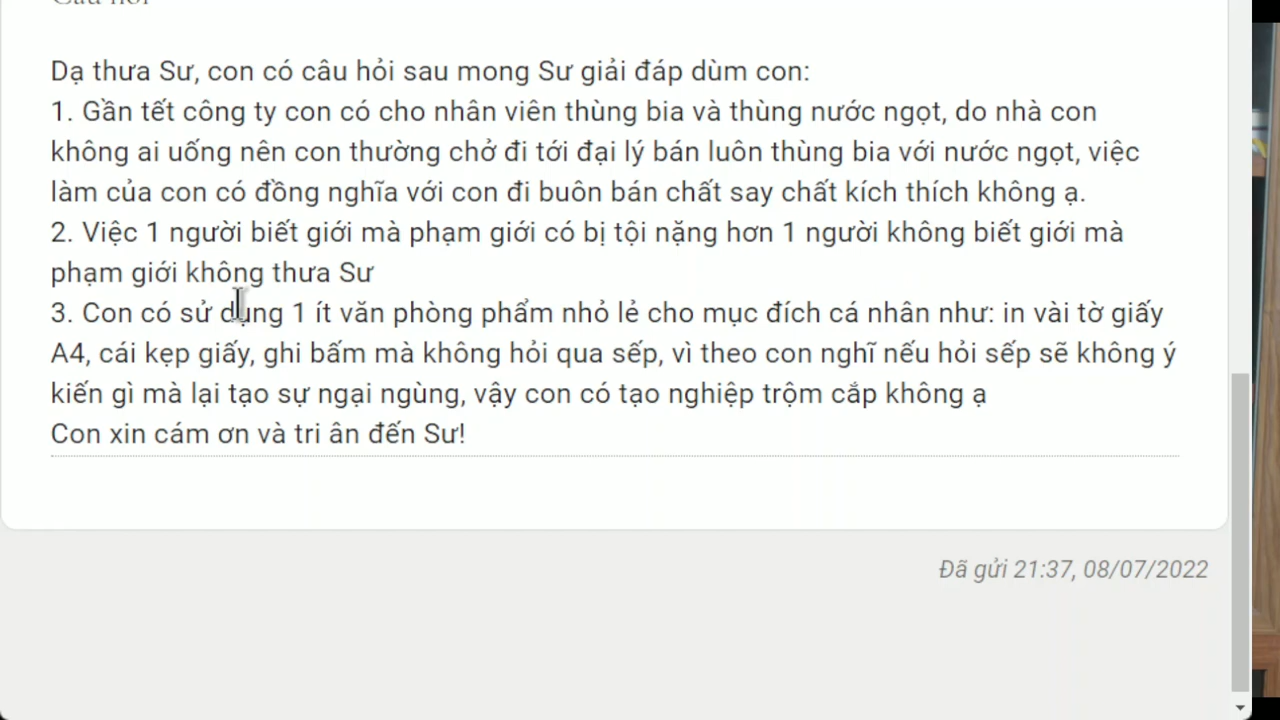 Câu hỏi
Dạ thưa Sư, con có câu hỏi sau mong Sư giải đáp dùm con:
1. Gần tết công ty con có cho nhân viên thùng bia và thùng nước ngọt, do nhà con
không ai uống nên con thường chở đi tới đại lý bán luôn thùng bia với nước ngọt, việc
làm của con có đồng nghĩa với con đi buôn bán chất say chất kích thích không ạ.
2. Việc 1 người biết giới mà phạm giới có bị tội nặng hơn 1 người không biết giới mà
phạm giới không thưa Sư
3. Con có sử dụng 1 ít văn phòng phẩm nhỏ lẻ cho mục đích cá nhân như: in vài tờ giấy
A4, cái kẹp giấy, ghi bấm mà không hỏi qua sếp, vì theo con nghĩ nếu hỏi sếp sẽ không ý
kiến gì mà lại tạo sự ngại ngùng, vậy con có tạo nghiệp trộm cắp không ạ
Con xin cám ơn và tri ân đến Sư!
Đã gửi 21:37, 08/07/2022